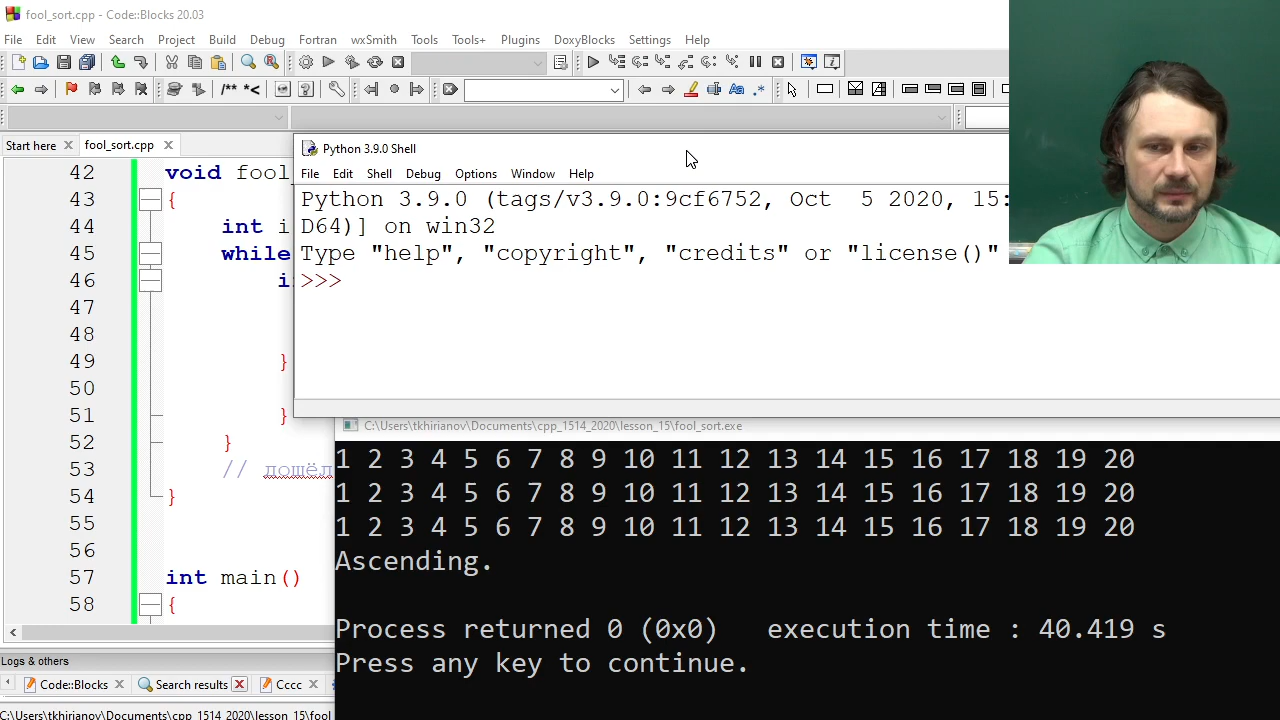 fool_sort.cpp - Code::Blocks 20.03
File Edit View Search Project Build Debug Fortran wxSmith Tools Tools+ Plugins DoxyBlocks Settings Help
/** *<
Start here fool_sort.cpp
42 void fool
43 {
44 int i
45 while
46 i
47
48
49 }
50
51 }
52 }
53 // дошёл
54 }
55
56
57 int main()
58 {
Python 3.9.0 Shell
File Edit Shell Debug Options Window Help
Python 3.9.0 (tags/v3.9.0:9cf6752, Oct 5 2020, 15:
D64)] on win32
Type "help", "copyright", "credits" or "license()"
>>>
C:\Users\tkhirianov\Documents\cpp_1514_2020\lesson_15\fool_sort.exe
1 2 3 4 5 6 7 8 9 10 11 12 13 14 15 16 17 18 19 20
1 2 3 4 5 6 7 8 9 10 11 12 13 14 15 16 17 18 19 20
1 2 3 4 5 6 7 8 9 10 11 12 13 14 15 16 17 18 19 20
Ascending.
Process returned 0 (0x0) execution time : 40.419 s
Press any key to continue.
Logs & others
Code::Blocks Search results Cccc
C:\Users\tkhirianov\Documents\cpp_1514_2020\lesson_15\fool